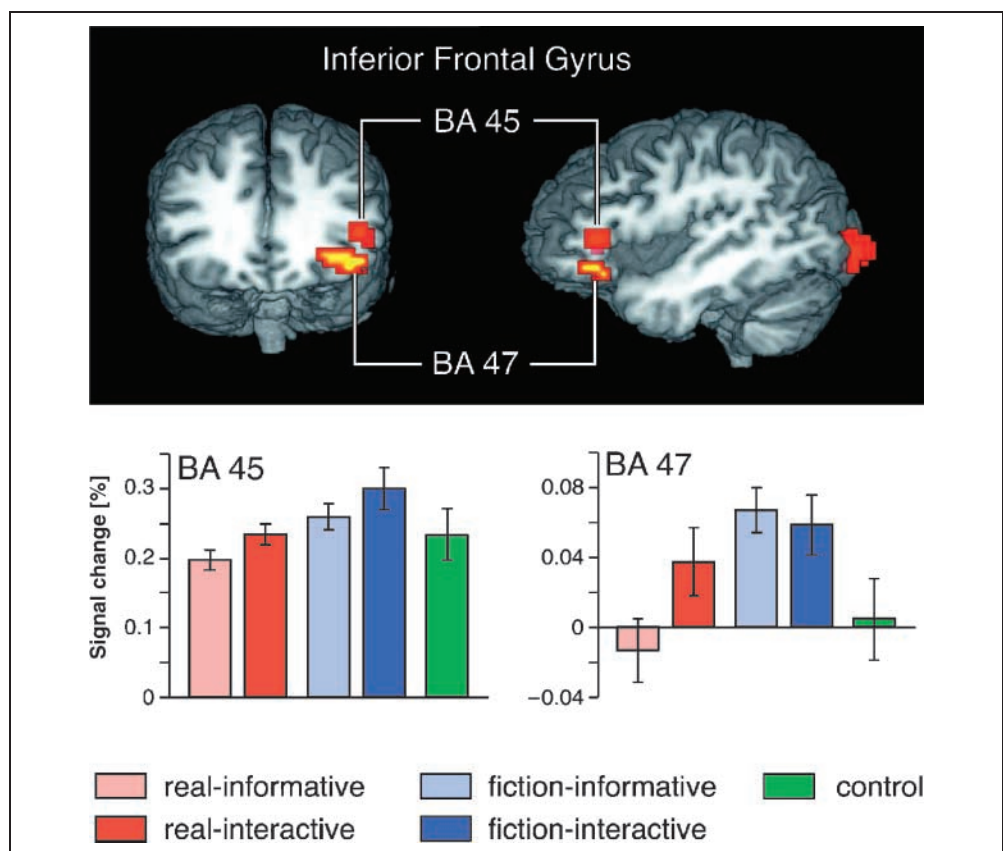 Inferior Frontal Gyrus
BA 45
BA 47
BA 45
Signal change [%]
0.3
0.2
0.1
0
BA 47
0.08
0.04
0
−0.04
real-informative
fiction-informative
control
real-interactive
fiction-interactive